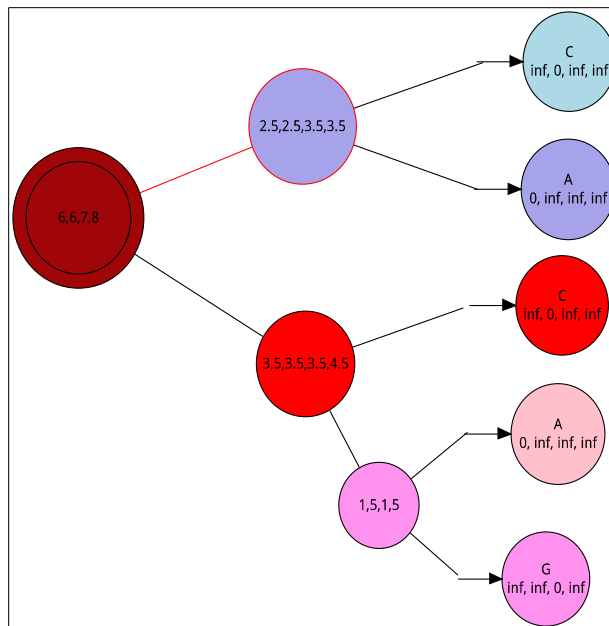 C
inf, 0, inf, inf
2.5,2.5,3.5,3.5
A
0, inf, inf, inf
6,6,7,8
C
inf, 0, inf, inf
3.5,3.5,3.5,4.5
A
0, inf, inf, inf
1,5,1,5
G
inf, inf, 0, inf